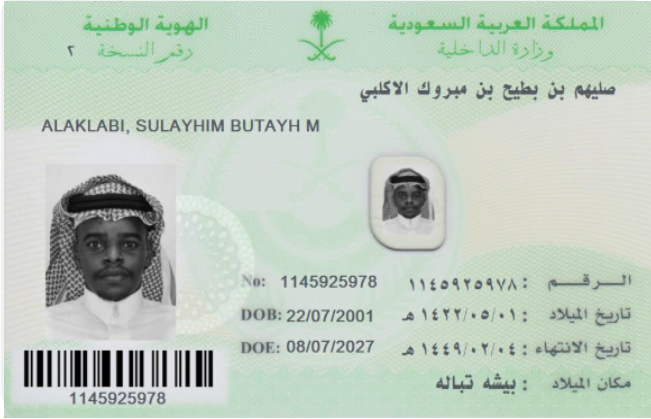 المملكة العربية السعودية
وزارة الداخلية
الهوية الوطنية
رقم النسخة ٢
صليهم بن بطيح بن مبروك الاكلبي
ALAKLABI, SULAYHIM BUTAYH M
الرقم : ١١٤٥٩٢٥٩٧٨ No: 1145925978
تاريخ الميلاد : ١٤٢٢/٠٥/٠١ هـ DOB: 22/07/2001
تاريخ الانتهاء : ١٤٤٩/٠٢/٠٤ هـ DOE: 08/07/2027
مكان الميلاد : بيشه تباله
1145925978